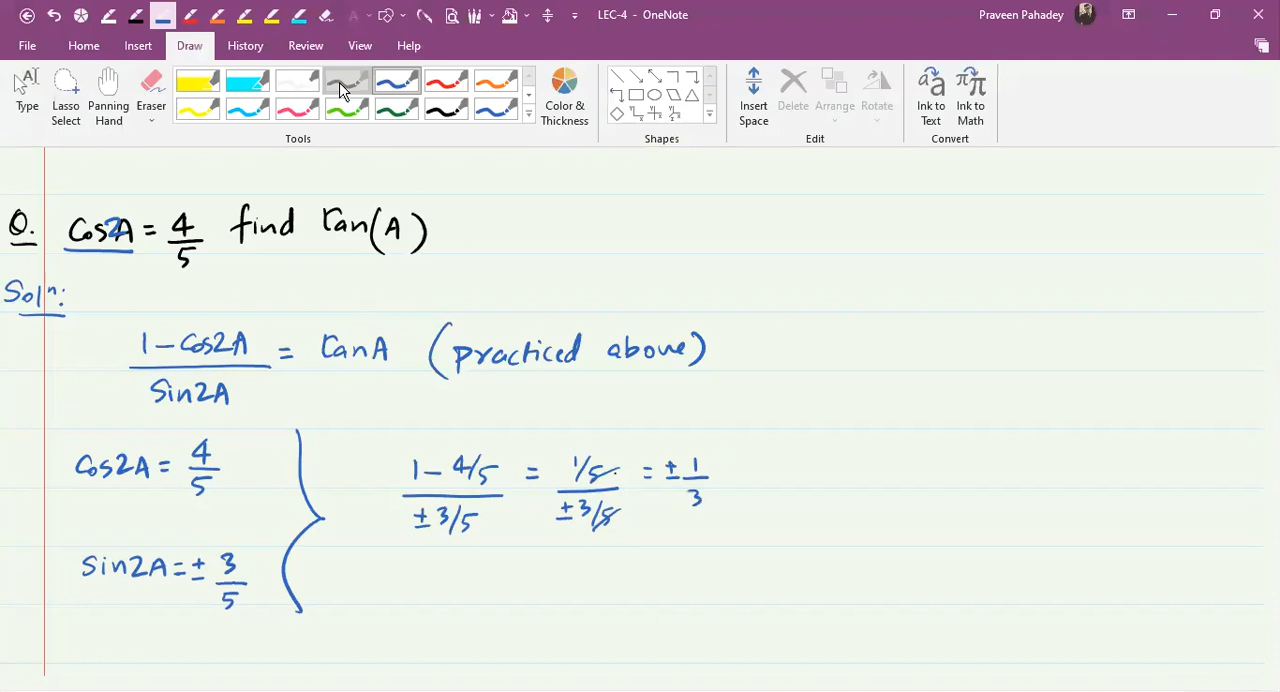 LEC-4 - OneNote
Praveen Pahadey
File Home Insert Draw History Review View Help
Type Lasso Select Panning Hand Eraser
Color & Thickness
Insert Space Delete Arrange Rotate
Ink to Text Ink to Math
Tools Shapes Edit Convert
Q. Cos2A = 4/5 find tan(A)
Solⁿ:
(1 - Cos2A)/(Sin2A) = tanA (practiced above)
Cos2A = 4/5
Sin2A = ± 3/5
(1 - 4/5)/(± 3/5) = (1/5)/(± 3/5) = ± 1/3